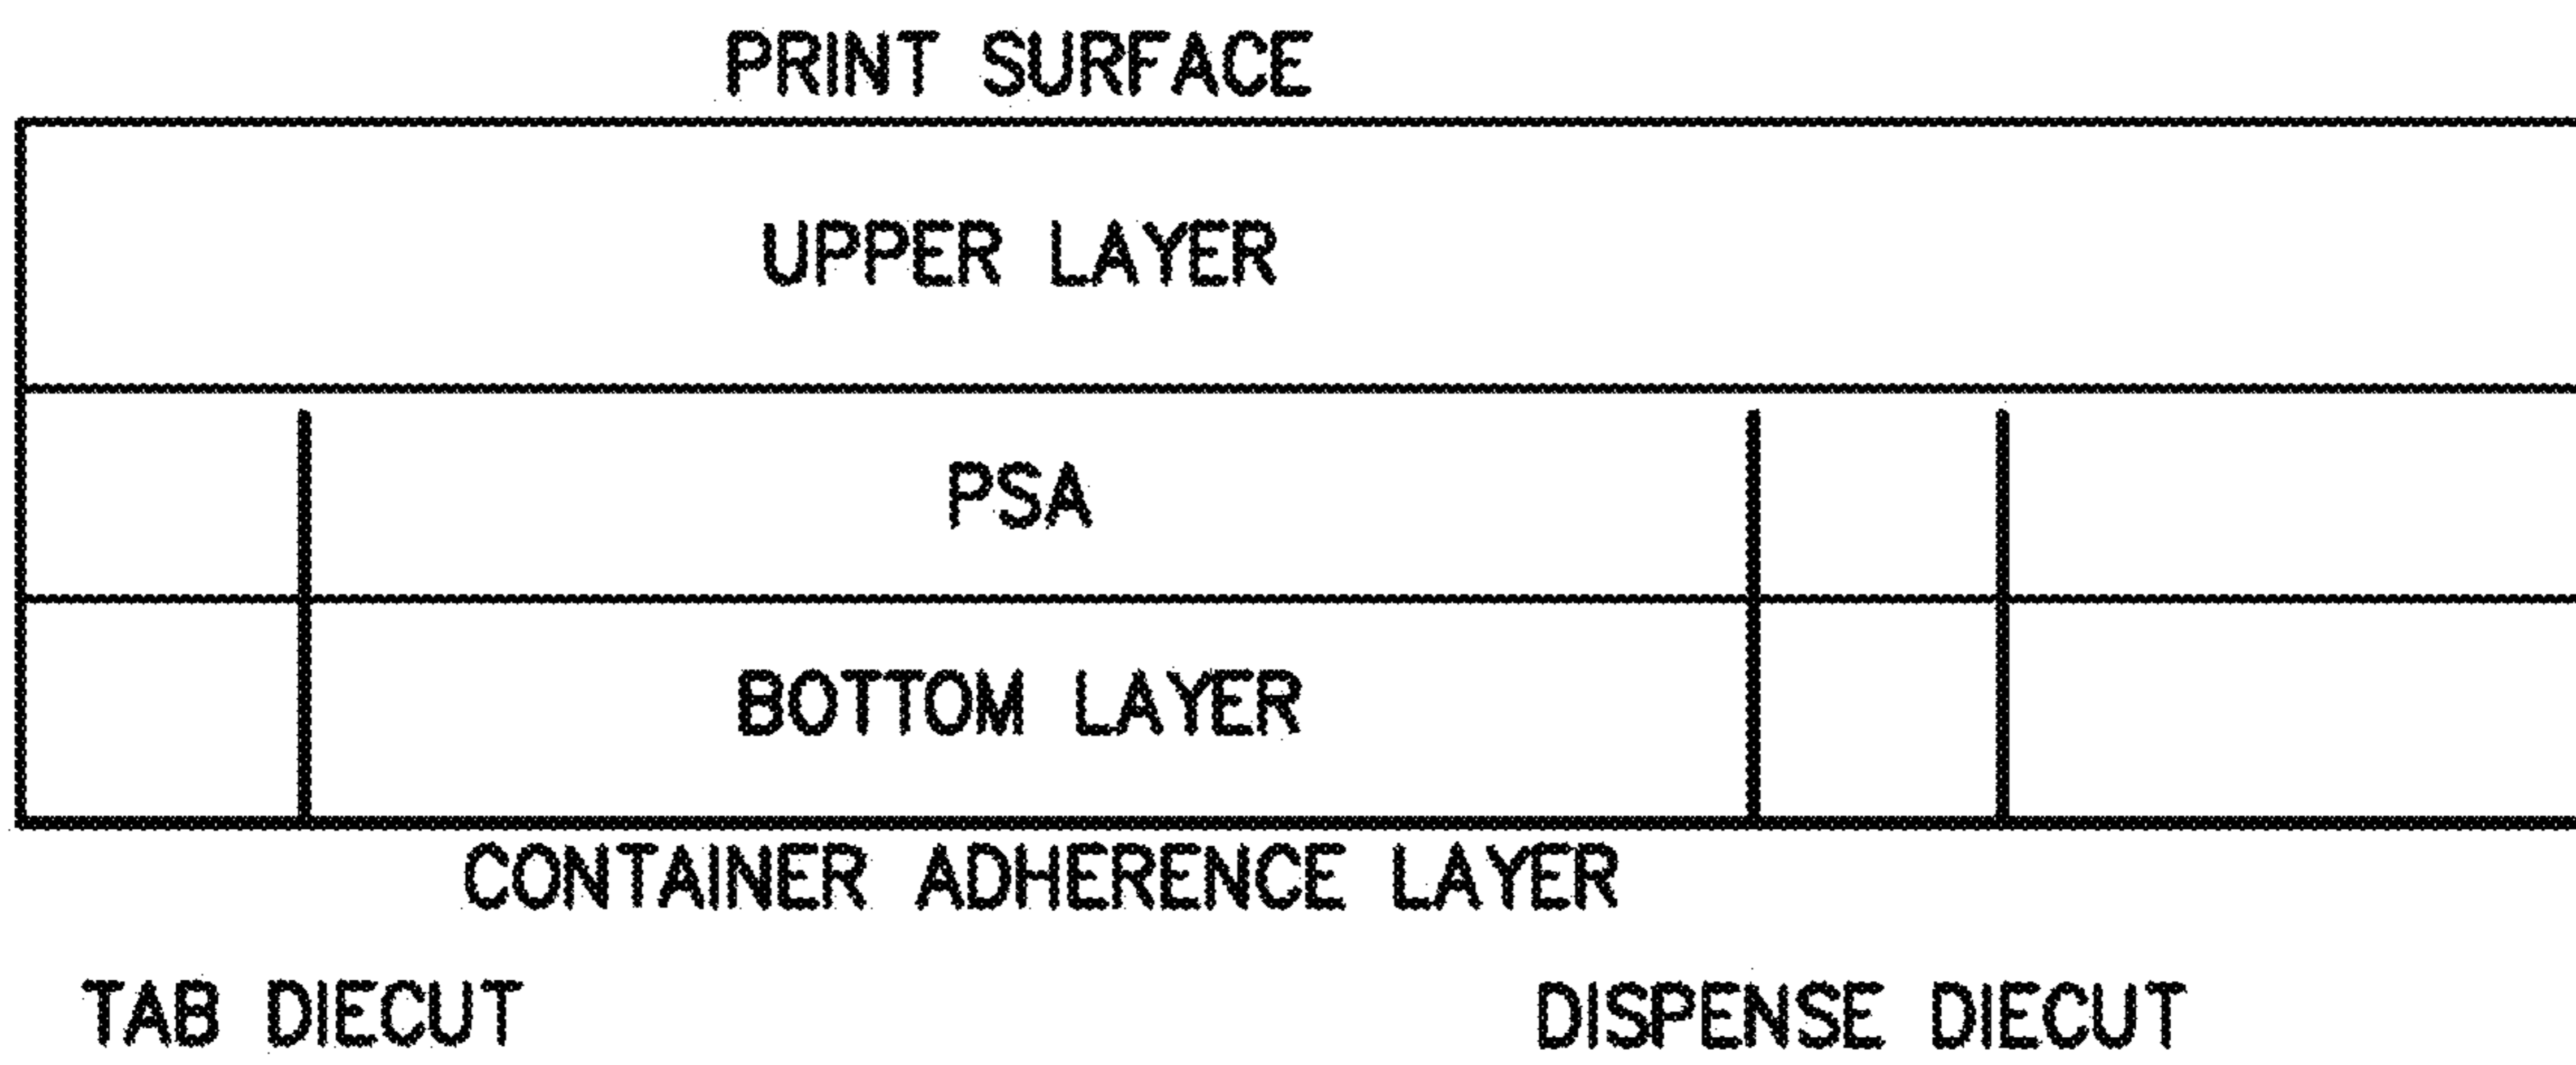 PRINT SURFACE
UPPER LAYER
PSA
BOTTOM LAYER
CONTAINER ADHERENCE LAYER
TAB DIECUT
DISPENSE DIECUT